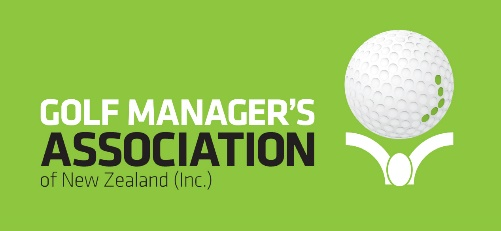 GOLF MANAGER'S
ASSOCIATION
of New Zealand (Inc.)